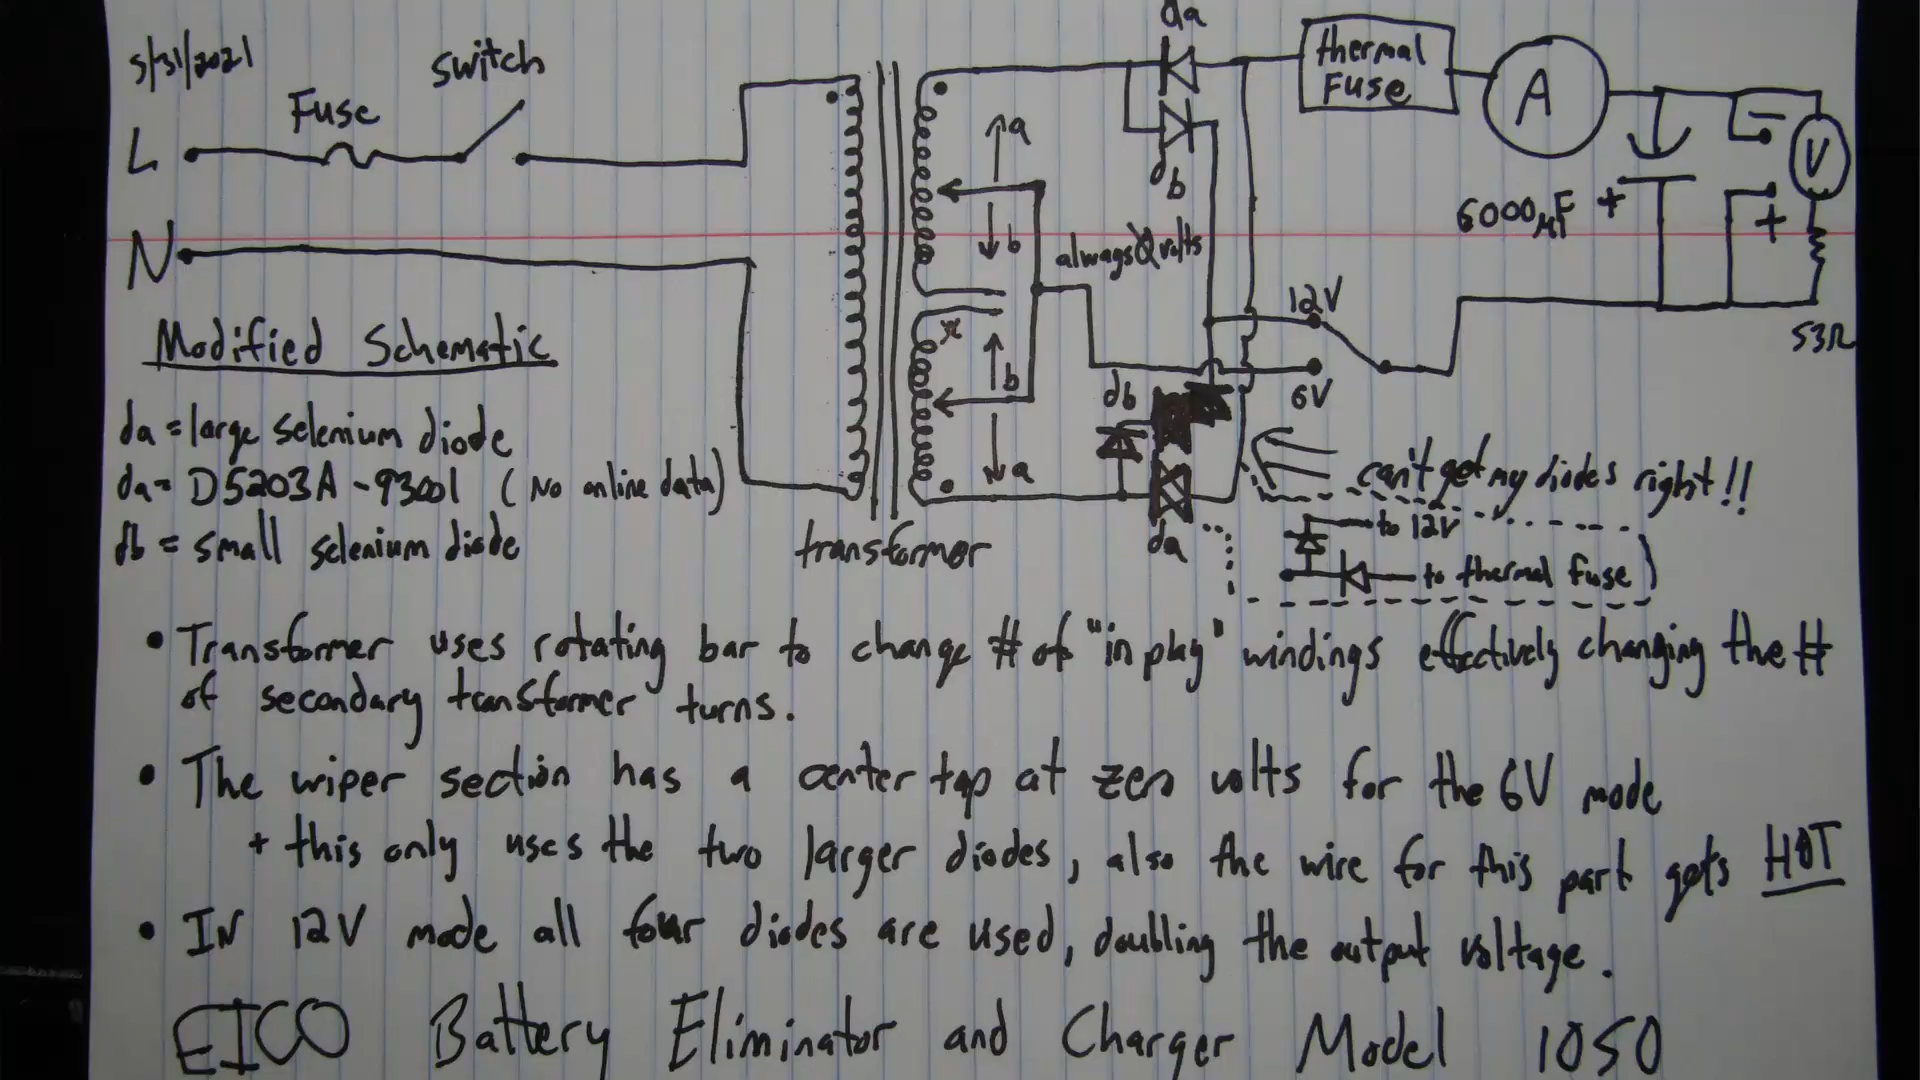 5/31/2021
L
Fuse
switch
N
Modified Schematic
da = large selenium diode
da = D5203A-93001 (No online data)
db = small selenium diode
transformer
a
b
x
b
a
always 0 volts
da
db
db
da
thermal
Fuse
A
V
-
+
6000µF +
53Ω
12V
6V
can't get my diodes right!!
to 12V
to thermal fuse
• Transformer uses rotating bar to change # of "in play" windings effectively changing the #
of secondary transformer turns.
• The wiper section has a center tap at zero volts for the 6V mode
+ this only uses the two larger diodes, also the wire for this part gets HOT
• IN 12V mode all four diodes are used, doubling the output voltage.
EICO Battery Eliminator and Charger Model 1050